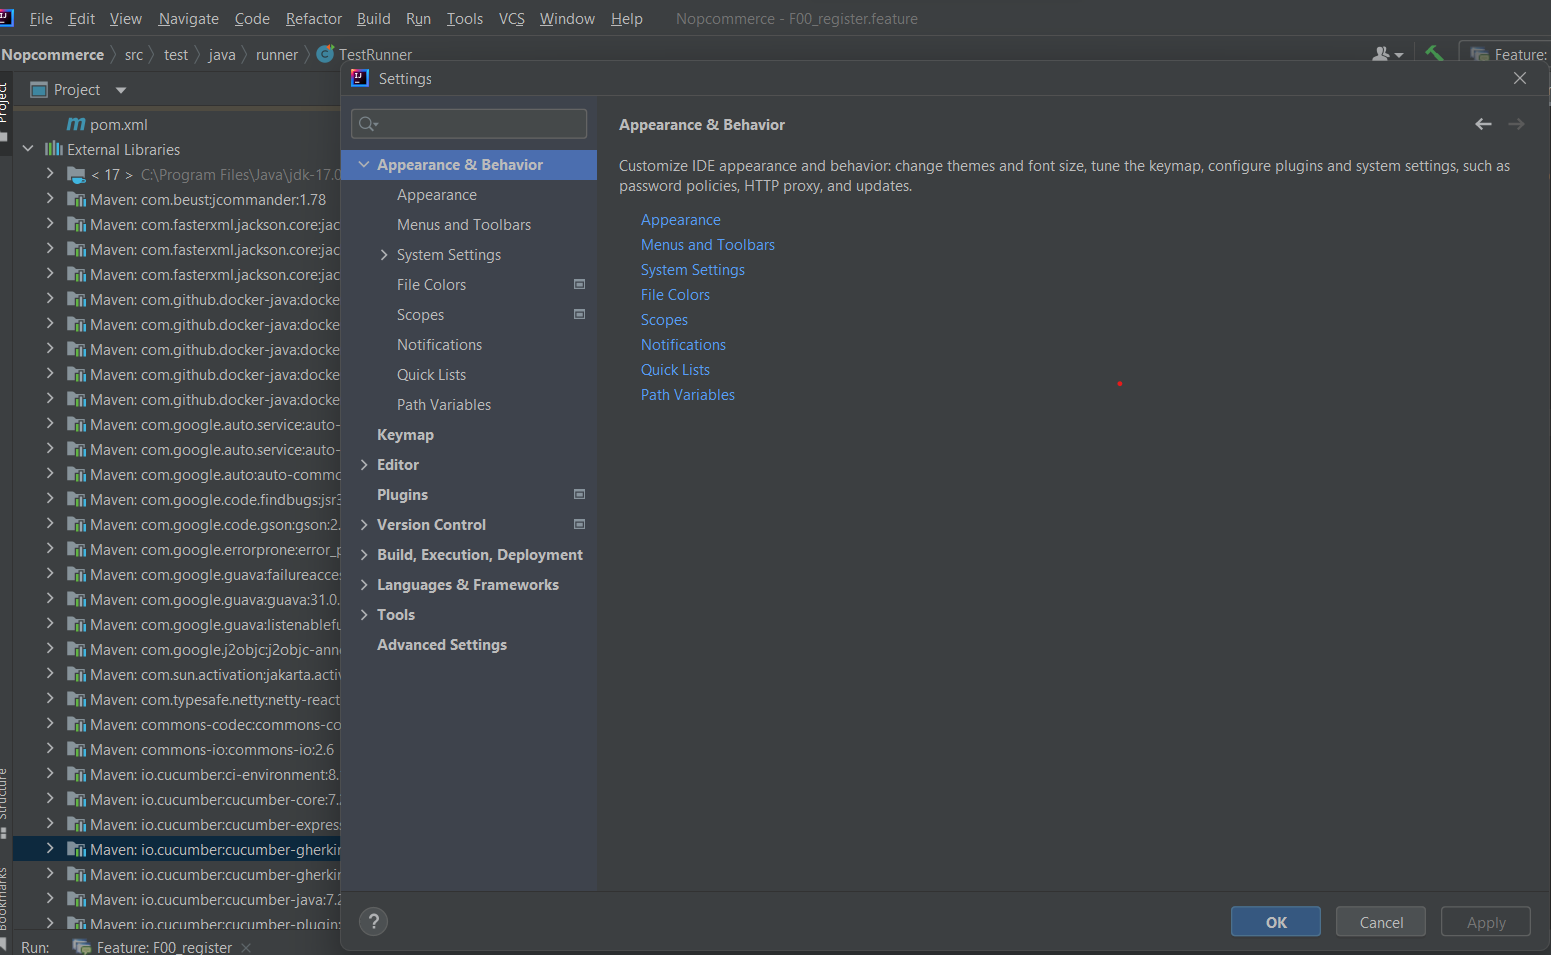 File Edit View Navigate Code Refactor Build Run Tools VCS Window Help Nopcommerce - F00_register.feature
Nopcommerce src test java runner TestRunner Feature:
Project
Project
Structure
Bookmarks
pom.xml
External Libraries
< 17 > C:\Program Files\Java\jdk-17.0
Maven: com.beust:jcommander:1.78
Maven: com.fasterxml.jackson.core:jac
Maven: com.fasterxml.jackson.core:jac
Maven: com.fasterxml.jackson.core:jac
Maven: com.github.docker-java:docke
Maven: com.github.docker-java:docke
Maven: com.github.docker-java:docke
Maven: com.github.docker-java:docke
Maven: com.github.docker-java:docke
Maven: com.google.auto.service:auto-
Maven: com.google.auto.service:auto-
Maven: com.google.auto:auto-commo
Maven: com.google.code.findbugs:jsr3
Maven: com.google.code.gson:gson:2.
Maven: com.google.errorprone:error_p
Maven: com.google.guava:failureacces
Maven: com.google.guava:guava:31.0.
Maven: com.google.guava:listenablefu
Maven: com.google.j2objc:j2objc-anno
Maven: com.sun.activation:jakarta.activ
Maven: com.typesafe.netty:netty-react
Maven: commons-codec:commons-co
Maven: commons-io:commons-io:2.6
Maven: io.cucumber:ci-environment:8.
Maven: io.cucumber:cucumber-core:7.2
Maven: io.cucumber:cucumber-express
Maven: io.cucumber:cucumber-gherkin
Maven: io.cucumber:cucumber-gherkin
Maven: io.cucumber:cucumber-java:7.2
Maven: io.cucumber:cucumber-plugin:
Run: Feature: F00_register
Settings
Appearance & Behavior
Appearance
Menus and Toolbars
System Settings
File Colors
Scopes
Notifications
Quick Lists
Path Variables
Keymap
Editor
Plugins
Version Control
Build, Execution, Deployment
Languages & Frameworks
Tools
Advanced Settings
Appearance & Behavior
Customize IDE appearance and behavior: change themes and font size, tune the keymap, configure plugins and system settings, such as
password policies, HTTP proxy, and updates.
Appearance
Menus and Toolbars
System Settings
File Colors
Scopes
Notifications
Quick Lists
Path Variables
?
OK Cancel Apply